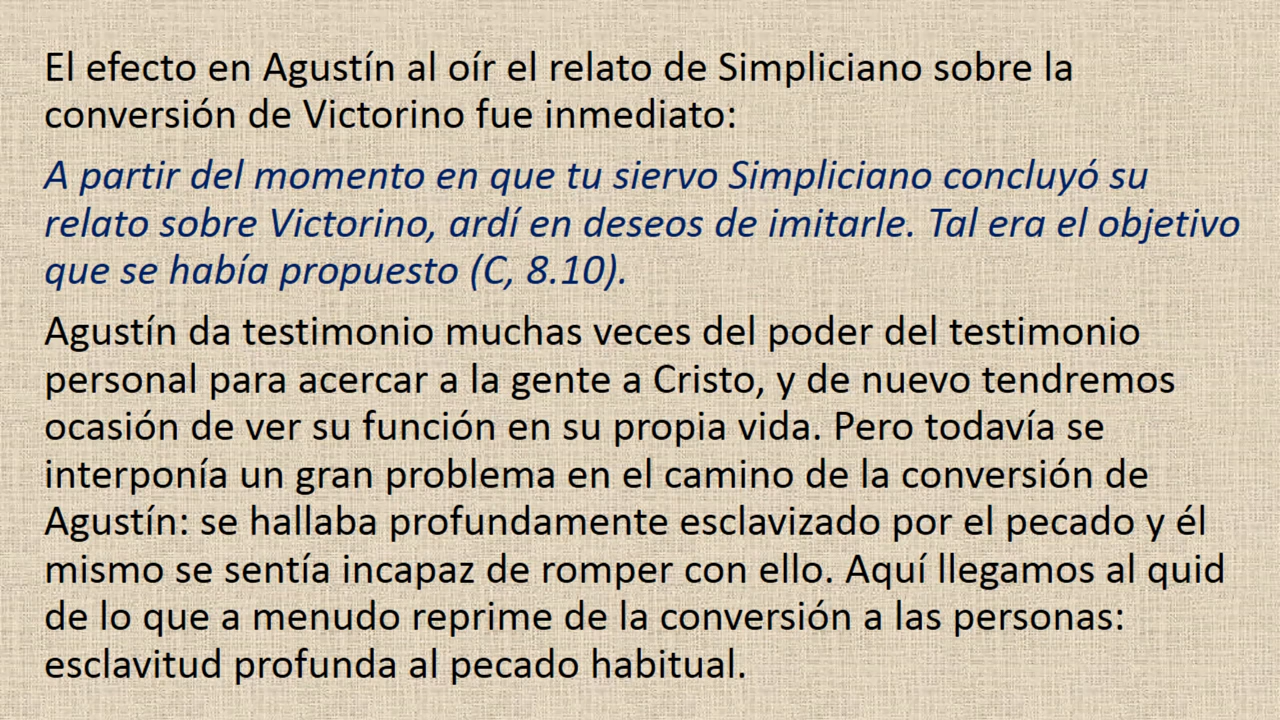 El efecto en Agustín al oír el relato de Simpliciano sobre la
conversión de Victorino fue inmediato:
A partir del momento en que tu siervo Simpliciano concluyó su
relato sobre Victorino, ardí en deseos de imitarle. Tal era el objetivo
que se había propuesto (C, 8.10).
Agustín da testimonio muchas veces del poder del testimonio
personal para acercar a la gente a Cristo, y de nuevo tendremos
ocasión de ver su función en su propia vida. Pero todavía se
interponía un gran problema en el camino de la conversión de
Agustín: se hallaba profundamente esclavizado por el pecado y él
mismo se sentía incapaz de romper con ello. Aquí llegamos al quid
de lo que a menudo reprime de la conversión a las personas:
esclavitud profunda al pecado habitual.